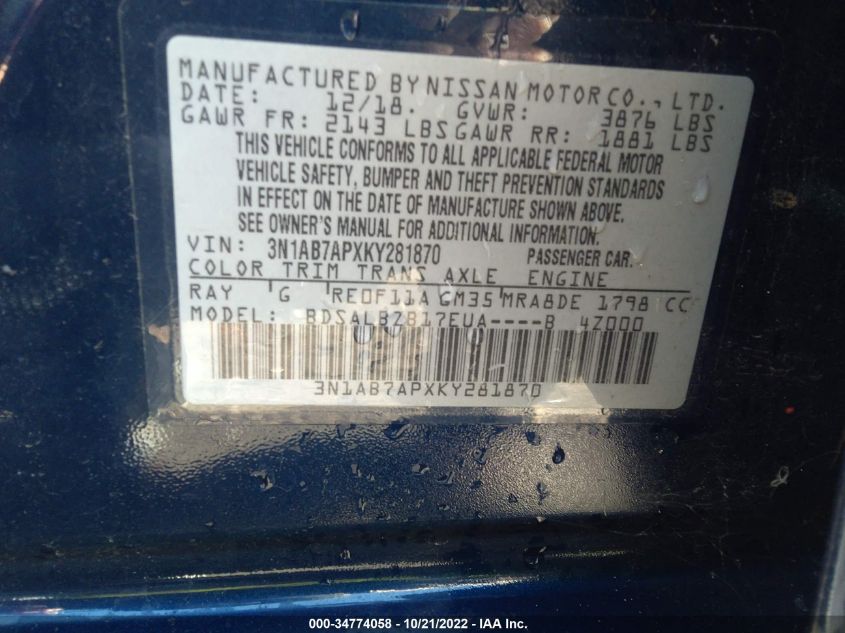 MANUFACTURED BY NISSAN MOTOR CO., LTD.
DATE: 12/18. GVWR: 3876 LBS
GAWR FR: 2143 LBS GAWR RR: 1881 LBS
THIS VEHICLE CONFORMS TO ALL APPLICABLE FEDERAL MOTOR
VEHICLE SAFETY, BUMPER AND THEFT PREVENTION STANDARDS
IN EFFECT ON THE DATE OF MANUFACTURE SHOWN ABOVE.
SEE OWNER'S MANUAL FOR ADDITIONAL INFORMATION.
VIN: 3N1AB7APXKY281870 PASSENGER CAR.
COLOR TRIM TRANS AXLE ENGINE
RAY G RE0F11A GM35 MRA8DE 1798 CC
MODEL: BDSALBZB17EUA----B 4Z000
3N1AB7APXKY281870
000-34774058 - 10/21/2022 - IAA Inc.